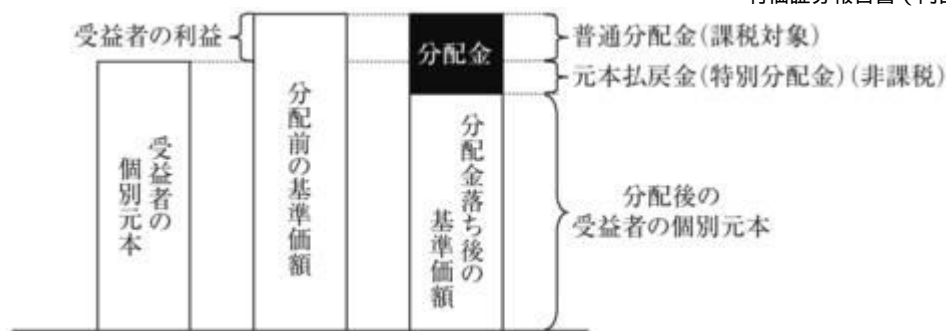 受益者の利益
普通分配金(課税対象)
分配金
元本払戻金(特別分配金)(非課税)
受益者の
個別元本
分配前の基準価額
分配金落ち後の
基準価額
分配後の
受益者の個別元本